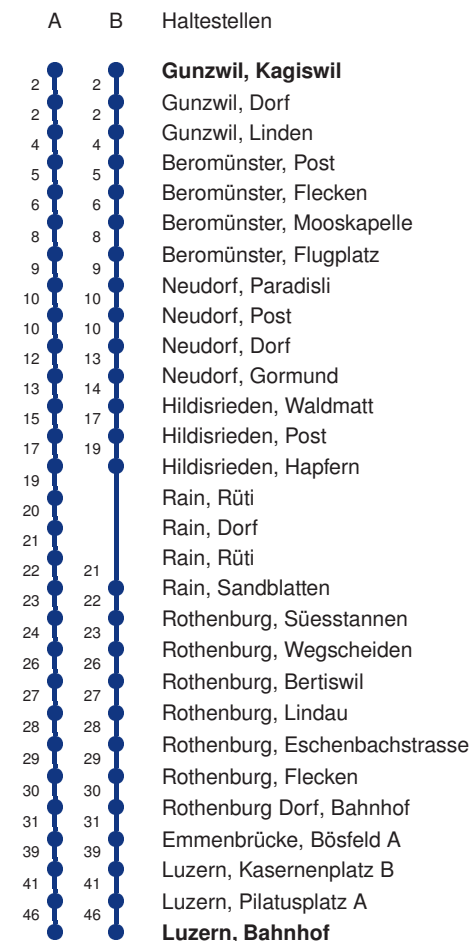 A B Haltestellen
Gunzwil, Kagiswil
2 2 Gunzwil, Dorf
2 2 Gunzwil, Linden
4 4 Beromünster, Post
5 5 Beromünster, Flecken
6 6 Beromünster, Mooskapelle
8 8 Beromünster, Flugplatz
9 9 Neudorf, Paradisli
10 10 Neudorf, Post
10 10 Neudorf, Dorf
12 13 Neudorf, Gormund
13 14 Hildisrieden, Waldmatt
15 17 Hildisrieden, Post
17 19 Hildisrieden, Hapfern
19 Rain, Rüti
20 Rain, Dorf
21 Rain, Rüti
22 21 Rain, Sandblatten
23 22 Rothenburg, Süesstannen
24 23 Rothenburg, Wegscheiden
26 26 Rothenburg, Bertiswil
27 27 Rothenburg, Lindau
28 28 Rothenburg, Eschenbachstrasse
29 29 Rothenburg, Flecken
30 30 Rothenburg Dorf, Bahnhof
31 31 Emmenbrücke, Bösfeld A
39 39 Luzern, Kasernenplatz B
41 41 Luzern, Pilatusplatz A
46 46 Luzern, Bahnhof